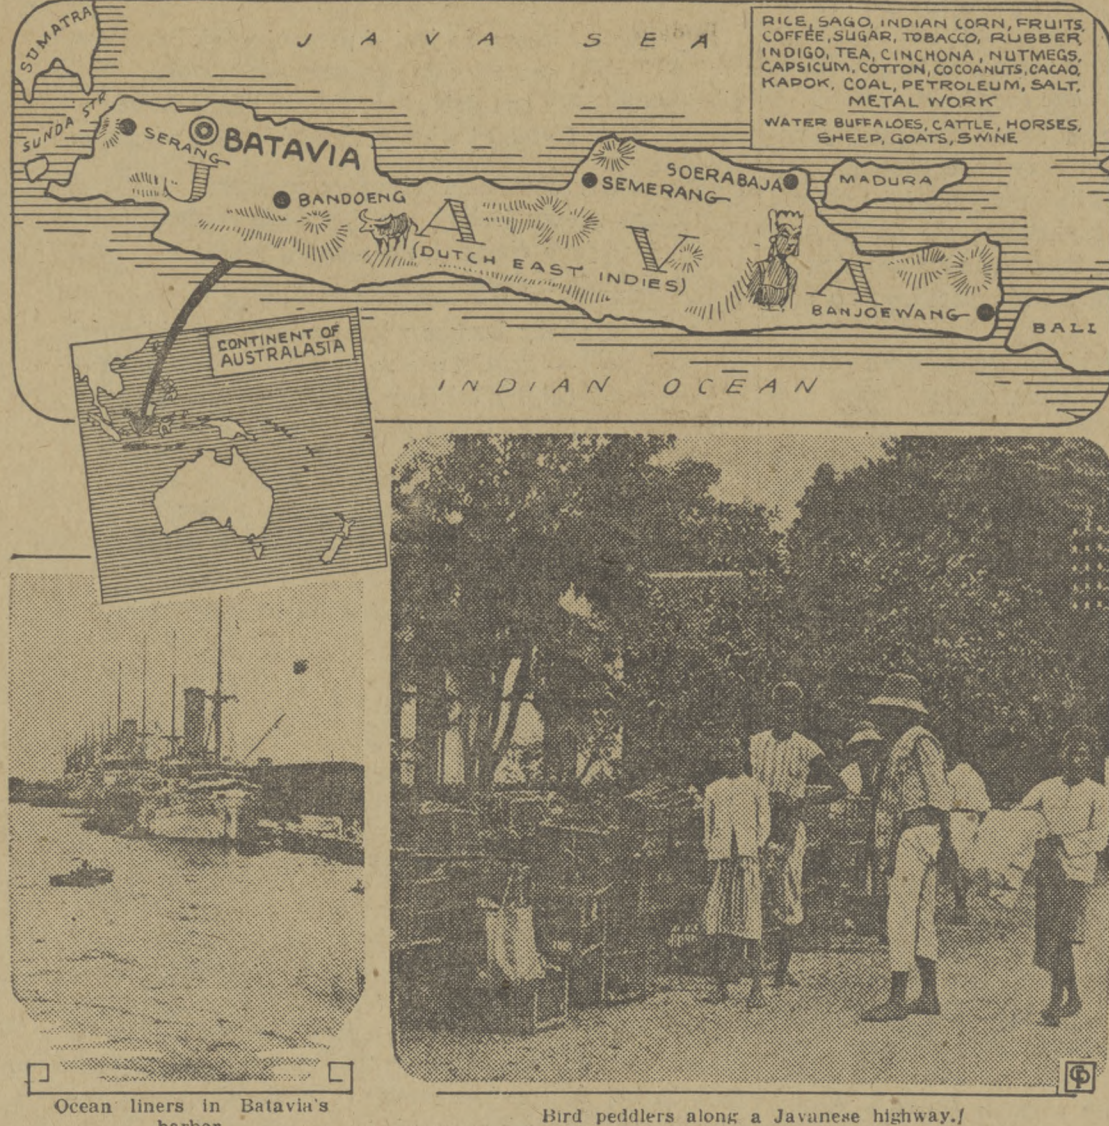 SUMATRA
JAVA SEA
RICE, SAGO, INDIAN CORN, FRUITS
COFFEE, SUGAR, TOBACCO, RUBBER
INDIGO, TEA, CINCHONA, NUTMEGS,
CAPSICUM, COTTON, COCOANUTS, CACAO,
KAPOK, COAL, PETROLEUM, SALT,
METAL WORK
WATER BUFFALOES, CATTLE, HORSES,
SHEEP, GOATS, SWINE
SUNDA STR
SERANG
BATAVIA
BANDOENG
SEMERANG
SOERABAJA
MADURA
JAVA
(DUTCH EAST INDIES)
BANJOEWANG
BALI
INDIAN OCEAN
CONTINENT OF
AUSTRALASIA
Ocean liners in Batavia's
harbor
Bird peddlers along a Javanese highway.